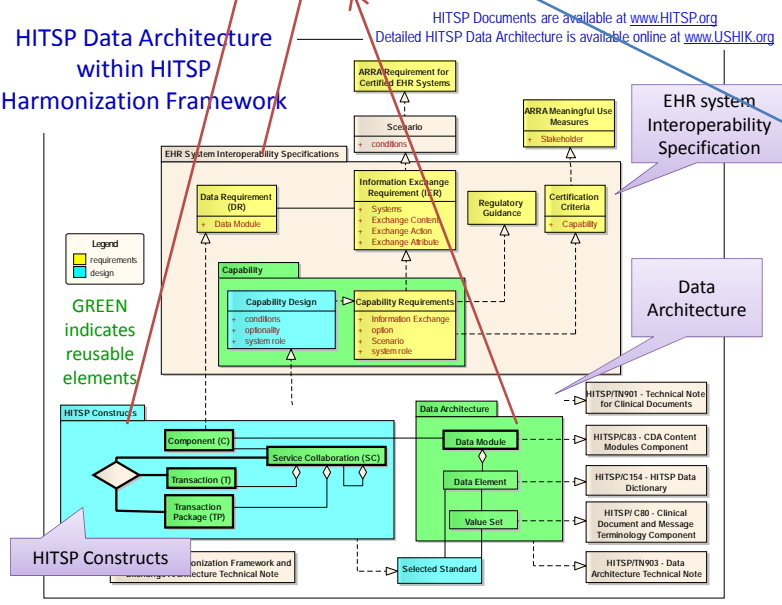 HITSP Data Architecture
within HITSP
Harmonization Framework
HITSP Documents are available at www.HITSP.org
Detailed HITSP Data Architecture is available online at www.USHIK.org
ARRA Requirement for
Certified EHR Systems
Scenario
+ conditions
ARRA Meaningful Use
Measures
+ Stakeholder
EHR system
Interoperability
Specification
EHR System Interoperability Specifications
Data Requirement
(DR)
+ Data Module
Information Exchange
Requirement (IER)
+ Systems
+ Exchange Content
+ Exchange Action
+ Exchange Attribute
Regulatory
Guidance
Certification
Criteria
+ Capability
Legend
requirements
design
GREEN
indicates
reusable
elements
Capability
Capability Design
+ conditions
+ optionality
+ system role
Capability Requirements
+ Information Exchange
+ option
+ Scenario
+ system role
Data
Architecture
HITSP Constructs
Component (C)
Service Collaboration (SC)
Transaction (T)
Transaction
Package (TP)
Data Architecture
Data Module
Data Element
Value Set
HITSP/TN901 - Technical Note
for Clinical Documents
HITSP/C83 - CDA Content
Modules Component
HITSP/C154 - HITSP Data
Dictionary
HITSP/ C80 - Clinical
Document and Message
Terminology Component
HITSP/TN903 - Data
Architecture Technical Note
HITSP Constructs
Framework and
Technical Note
Selected Standard